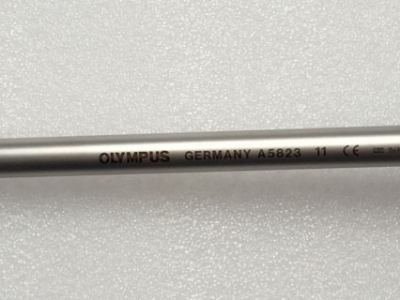 OLYMPUS GERMANY A5823 11 CE